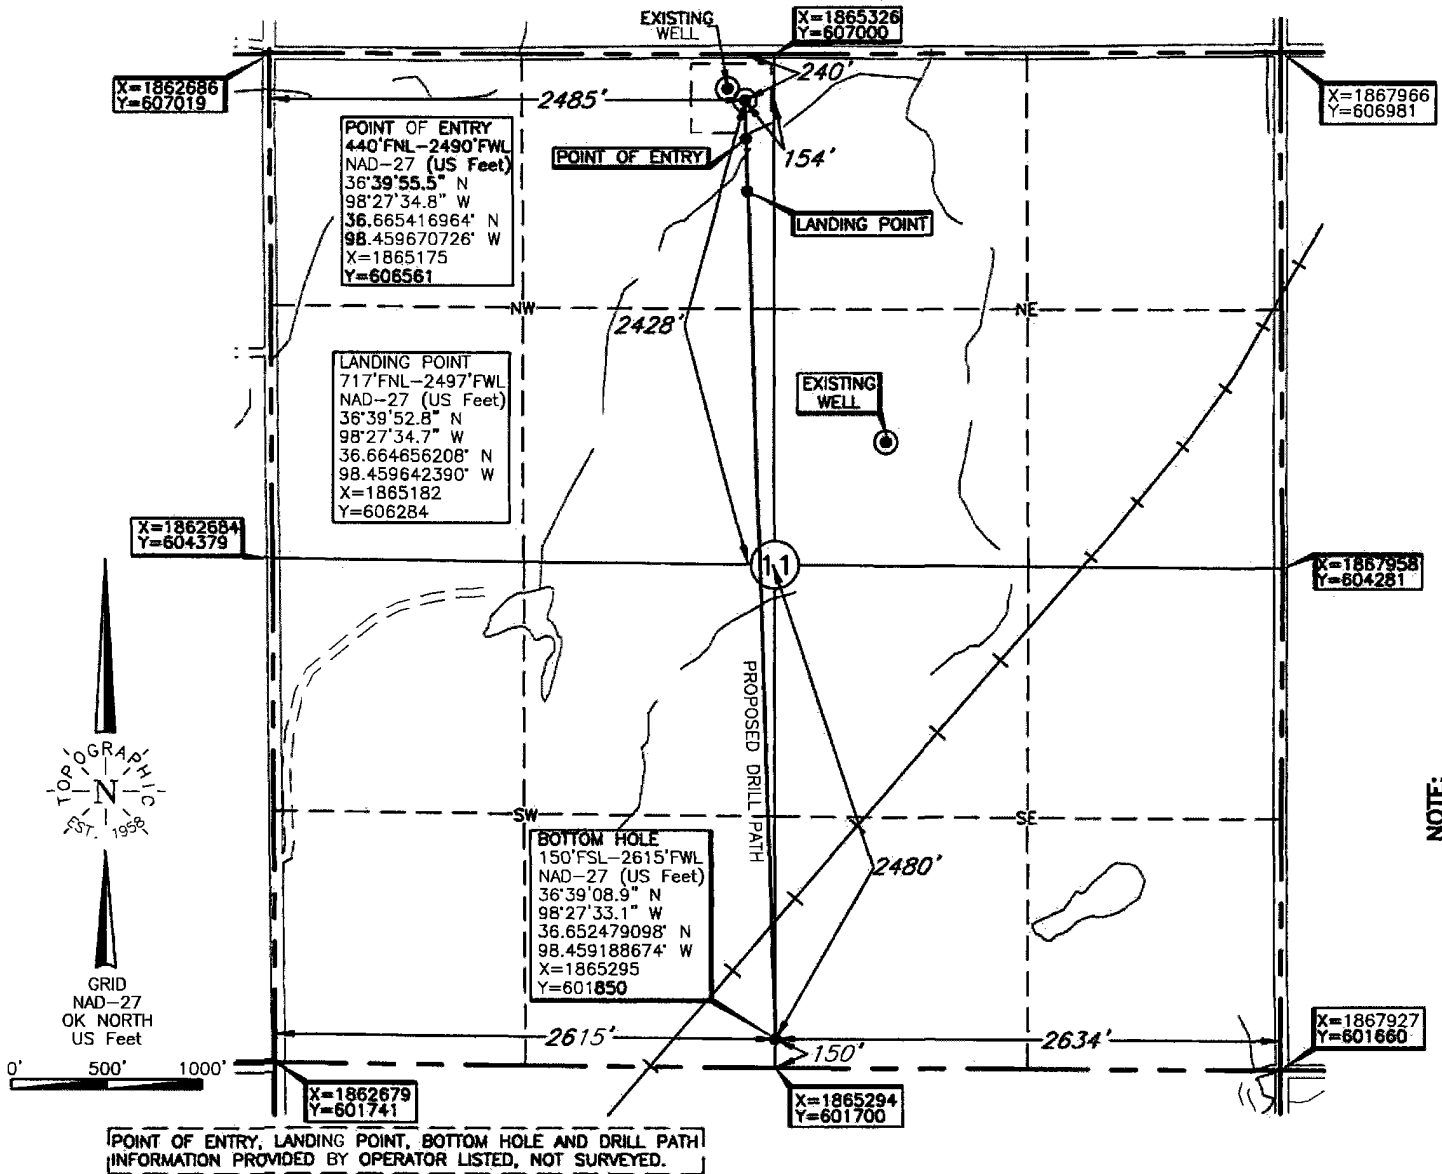 EXISTING
WELL
X=1865326
Y=607000
X=1862686
Y=607019
240'
2485'
X=1867966
Y=606981
POINT OF ENTRY
440'FNL-2490'FWL
NAD-27 (US Feet)
36°39'55.5" N
98°27'34.8" W
36.665416964° N
98.459670726° W
X=1865175
Y=606561
POINT OF ENTRY
154'
LANDING POINT
NW
NE
2428'
LANDING POINT
717'FNL-2497'FWL
NAD-27 (US Feet)
36°39'52.8" N
98°27'34.7" W
36.664656208° N
98.459642390° W
X=1865182
Y=606284
EXISTING
WELL
X=1862684
Y=604379
11
X=1867958
Y=604281
PROPOSED DRILL PATH
TOPOGRAPHIC
N
EST. 1958
SW
SE
NOTE:
BOTTOM HOLE
150'FSL-2615'FWL
NAD-27 (US Feet)
36°39'08.9" N
98°27'33.1" W
36.652479098° N
98.459188674° W
X=1865295
Y=601850
2480'
GRID
NAD-27
OK NORTH
US Feet
0' 500' 1000'
2615'
2634'
150'
X=1867927
Y=601660
X=1862679
Y=601741
X=1865294
Y=601700
POINT OF ENTRY, LANDING POINT, BOTTOM HOLE AND DRILL PATH
INFORMATION PROVIDED BY OPERATOR LISTED, NOT SURVEYED.